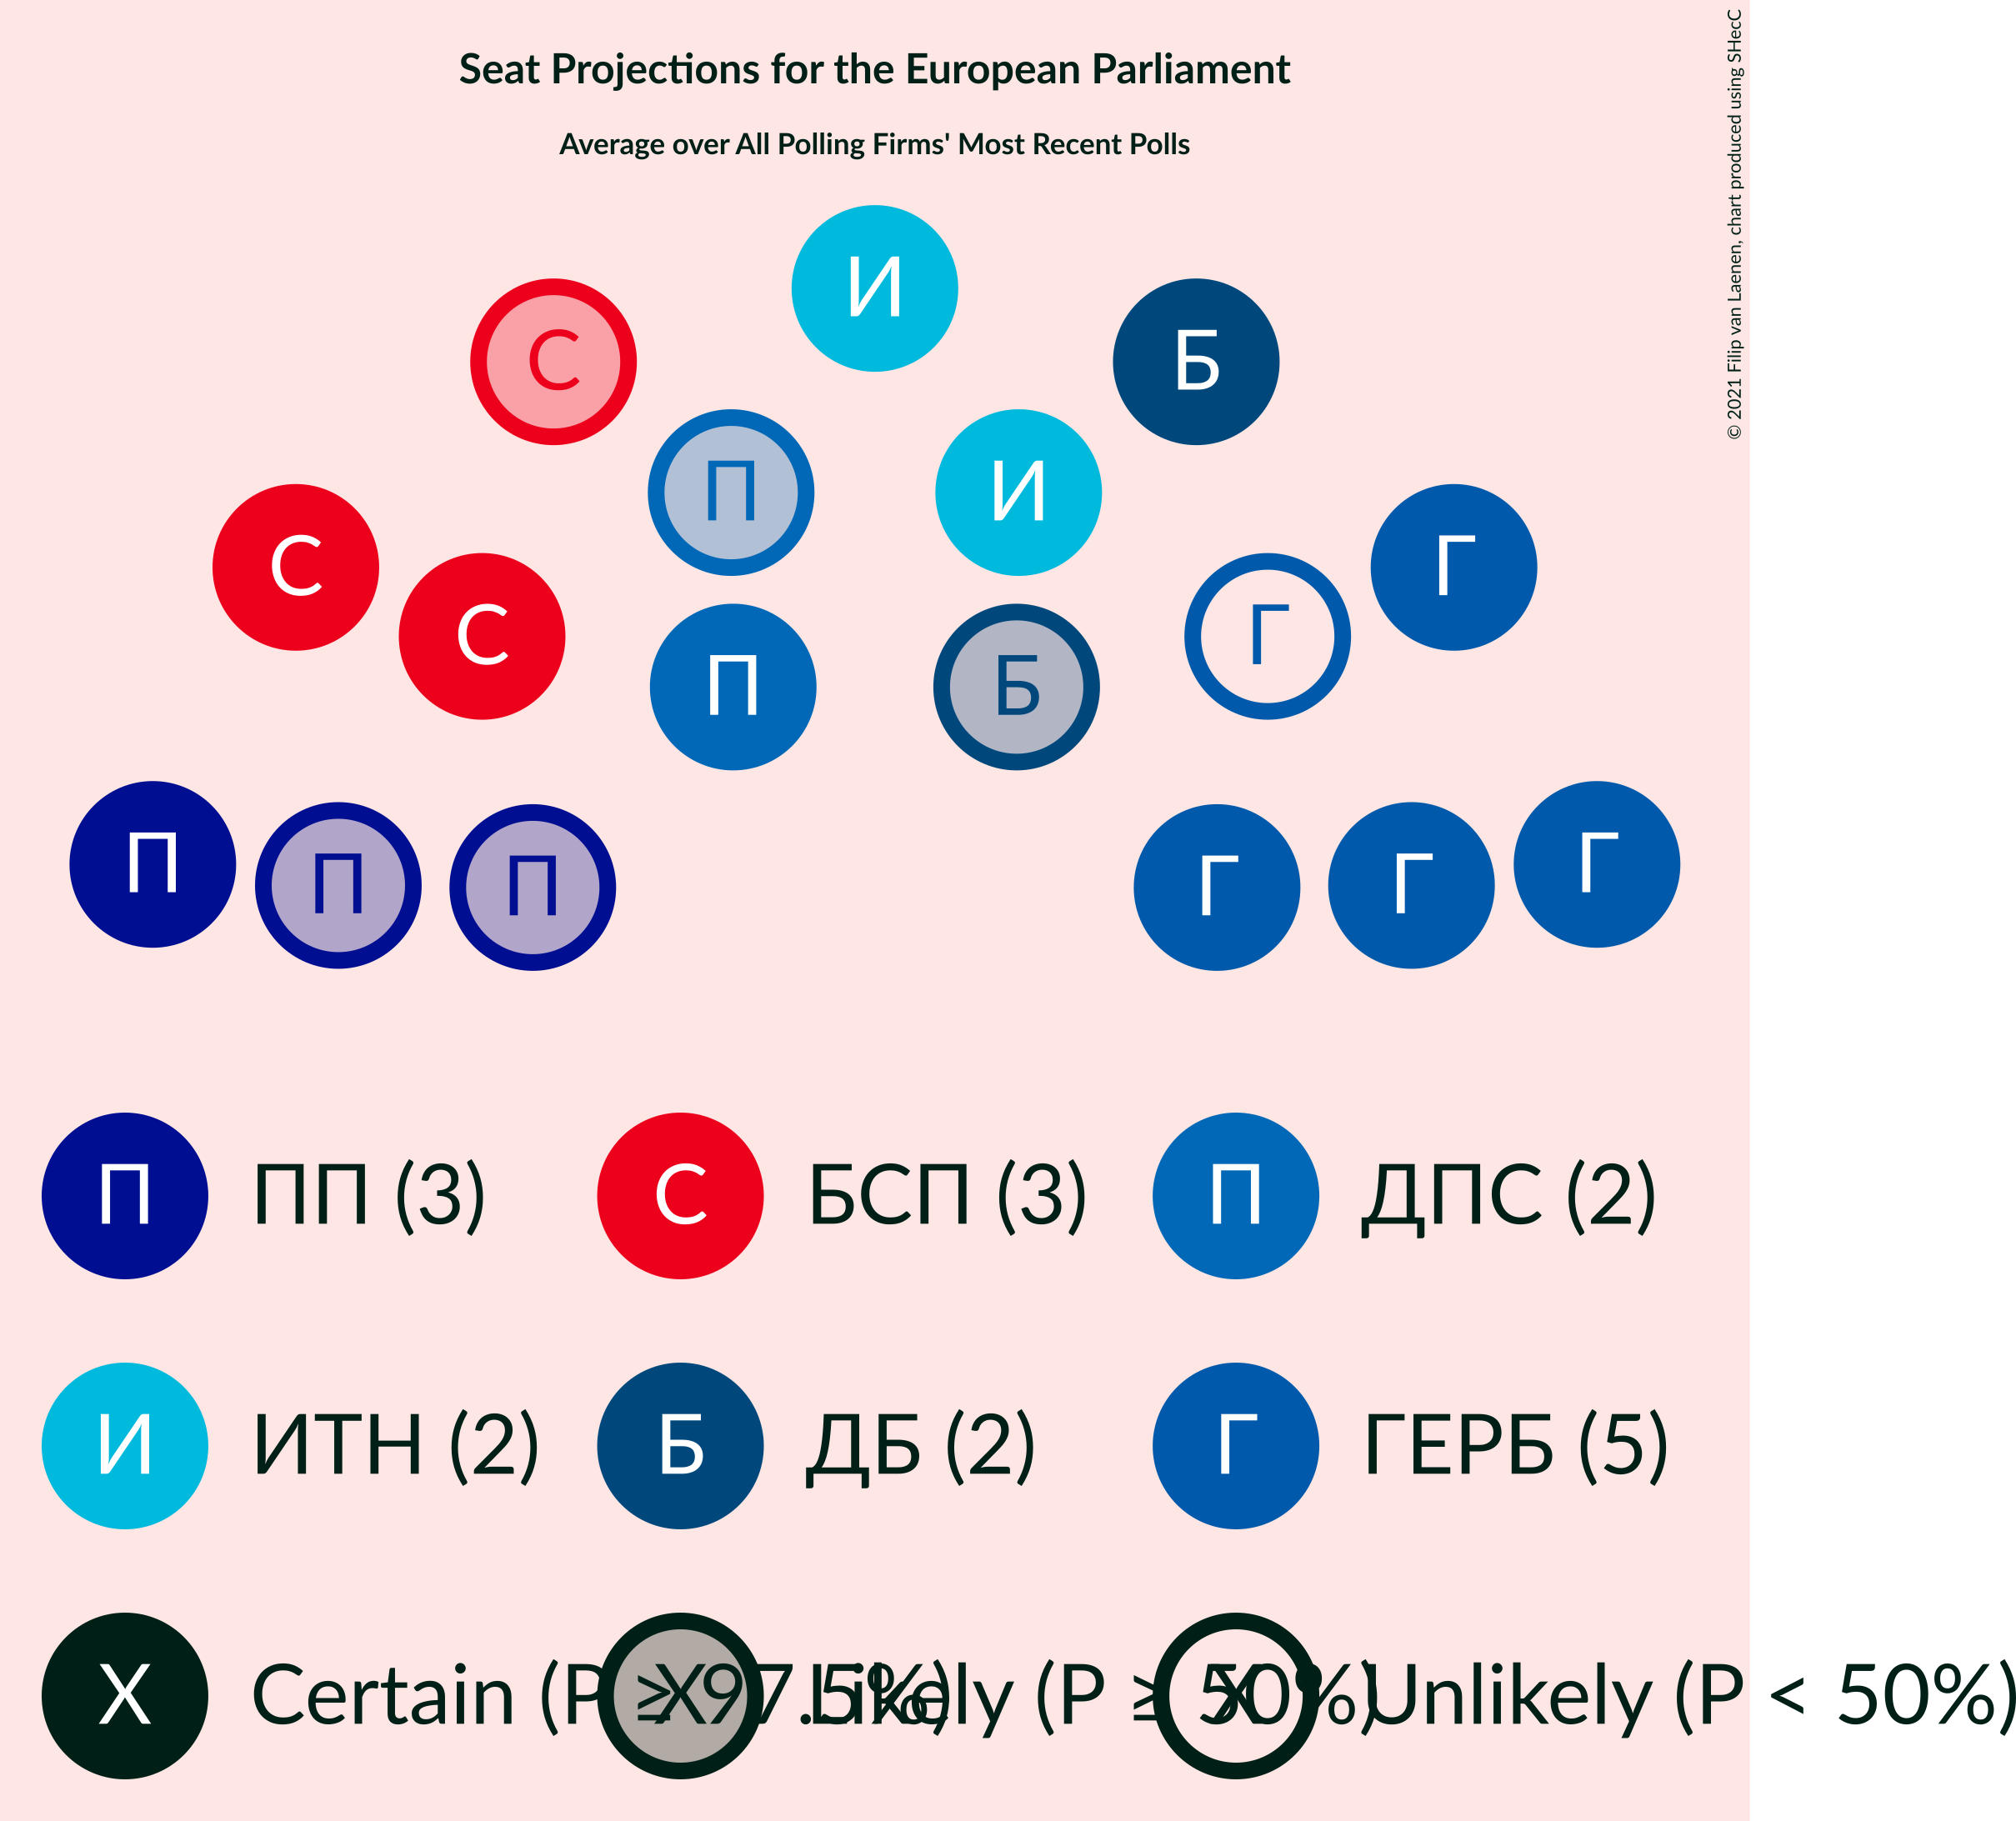 Seat Projections for the European Parliament
Average over All Polling Firms' Most Recent Polls
© 2021 Filip van Laenen, chart produced using SHecC
И
С
Б
П
И
С
Г
С
Г
П
Б
П
П
П
Г
Г
Г
П ПП (3) С БСП (3) П ДПС (2)
И ИТН (2) Б ДБ (2) Г ГЕРБ (5)
X Certain (P ≥ 97.5%) X Likely (P ≥ 50%) X Unlikely (P < 50%)